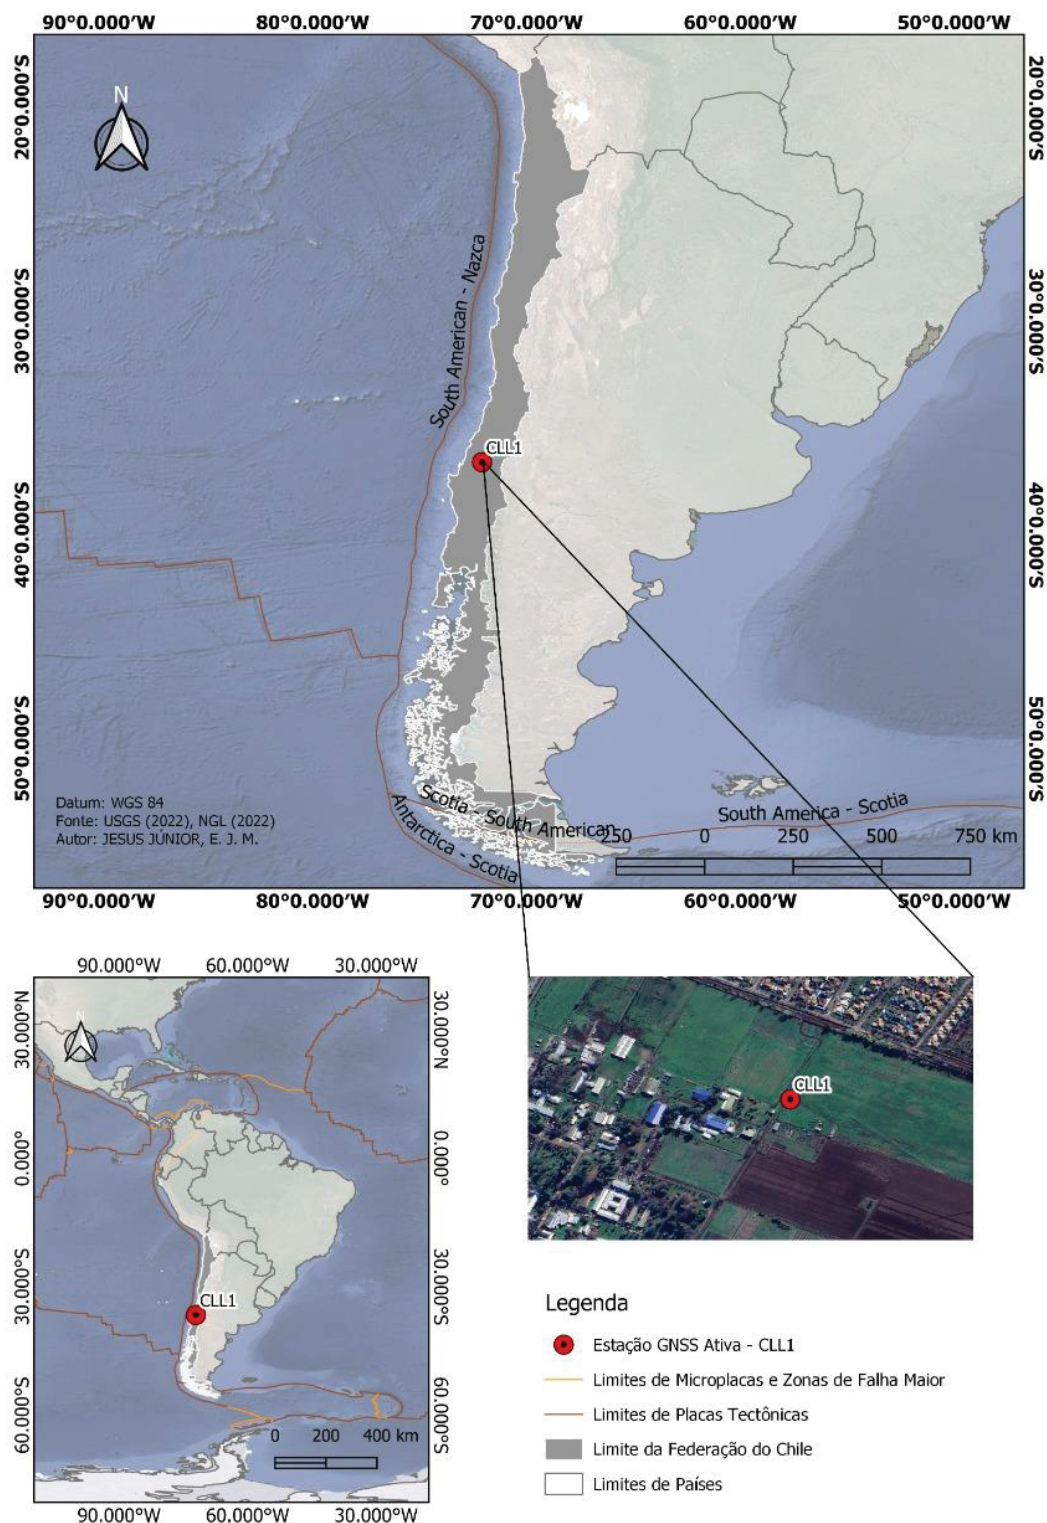 90°0.000'W 80°0.000'W 70°0.000'W 60°0.000'W 50°0.000'W
20°0.000'S
30°0.000'S
40°0.000'S
50°0.000'S
20°0.000'S
30°0.000'S
40°0.000'S
50°0.000'S
N
South American - Nazca
CLL1
Datum: WGS 84
Fonte: USGS (2022), NGL (2022)
Autor: JESUS JÚNIOR, E. J. M.
Scotia - South American
Antarctica - Scotia
South America - Scotia
250 0 250 500 750 km
90°0.000'W 80°0.000'W 70°0.000'W 60°0.000'W 50°0.000'W
90.000°W 60.000°W 30.000°W
30.000°N
0.000°
30.000°S
60.000°S
30.000°N
0.000°
30.000°S
60.000°S
N
CLL1
0 200 400 km
90.000°W 60.000°W 30.000°W
CLL1
Legenda
Estação GNSS Ativa - CLL1
Limites de Microplacas e Zonas de Falha Maior
Limites de Placas Tectônicas
Limite da Federação do Chile
Limites de Países